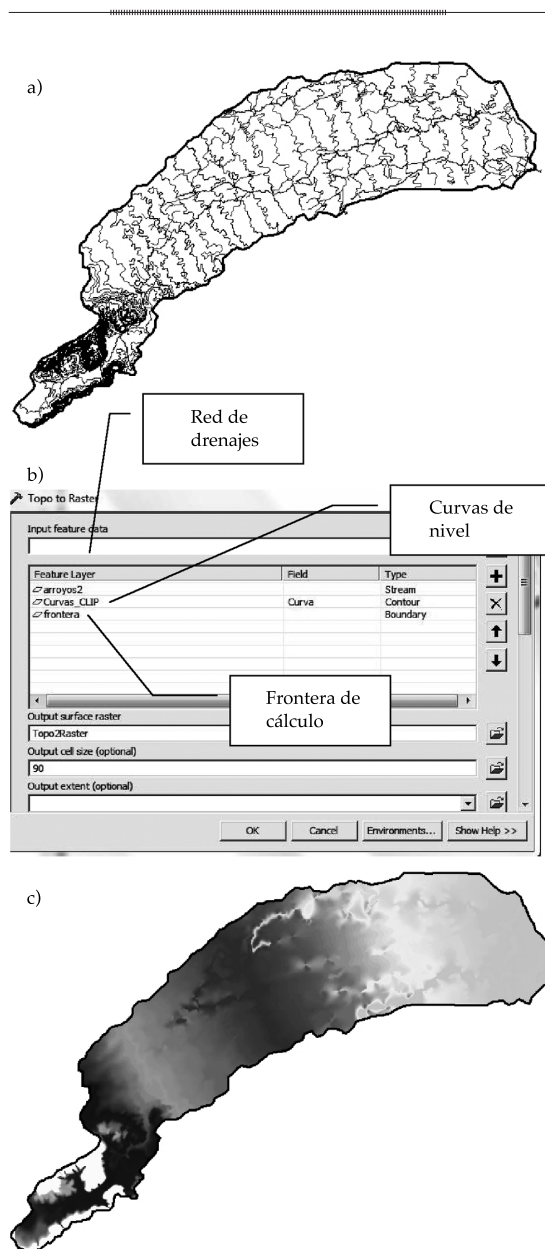 a)
Red de
drenajes
b)
Topo to Raster
Curvas de
nivel
Input feature data
Feature Layer Field Type
arroyos2 Stream
Curvas_CLIP Curva Contour
frontera Boundary
Frontera de
cálculo
Output surface raster
Topo2Raster
Output cell size (optional)
90
Output extent (optional)
OK Cancel Environments... Show Help >>
c)